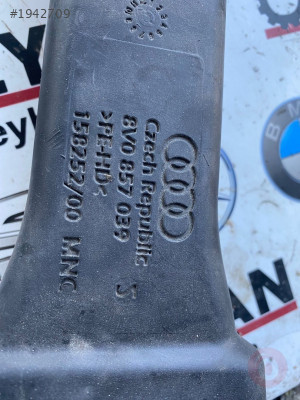 #1942709
Czech Republic S
8V0 857 039
>PE-HD<
158252/00 MNC